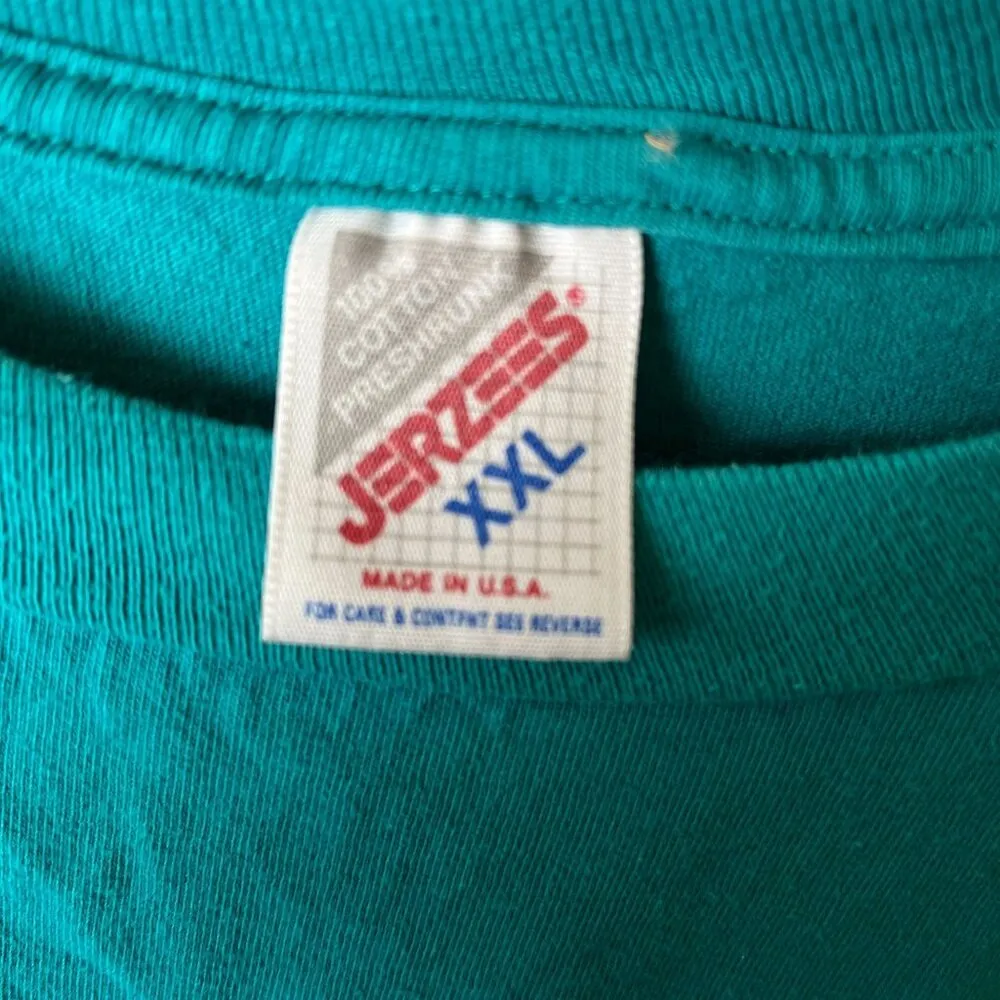 100%
COTTON
PRESHRUNK
JERZEES®
XXL
MADE IN U.S.A.
FOR CARE & CONTENT SEE REVERSE